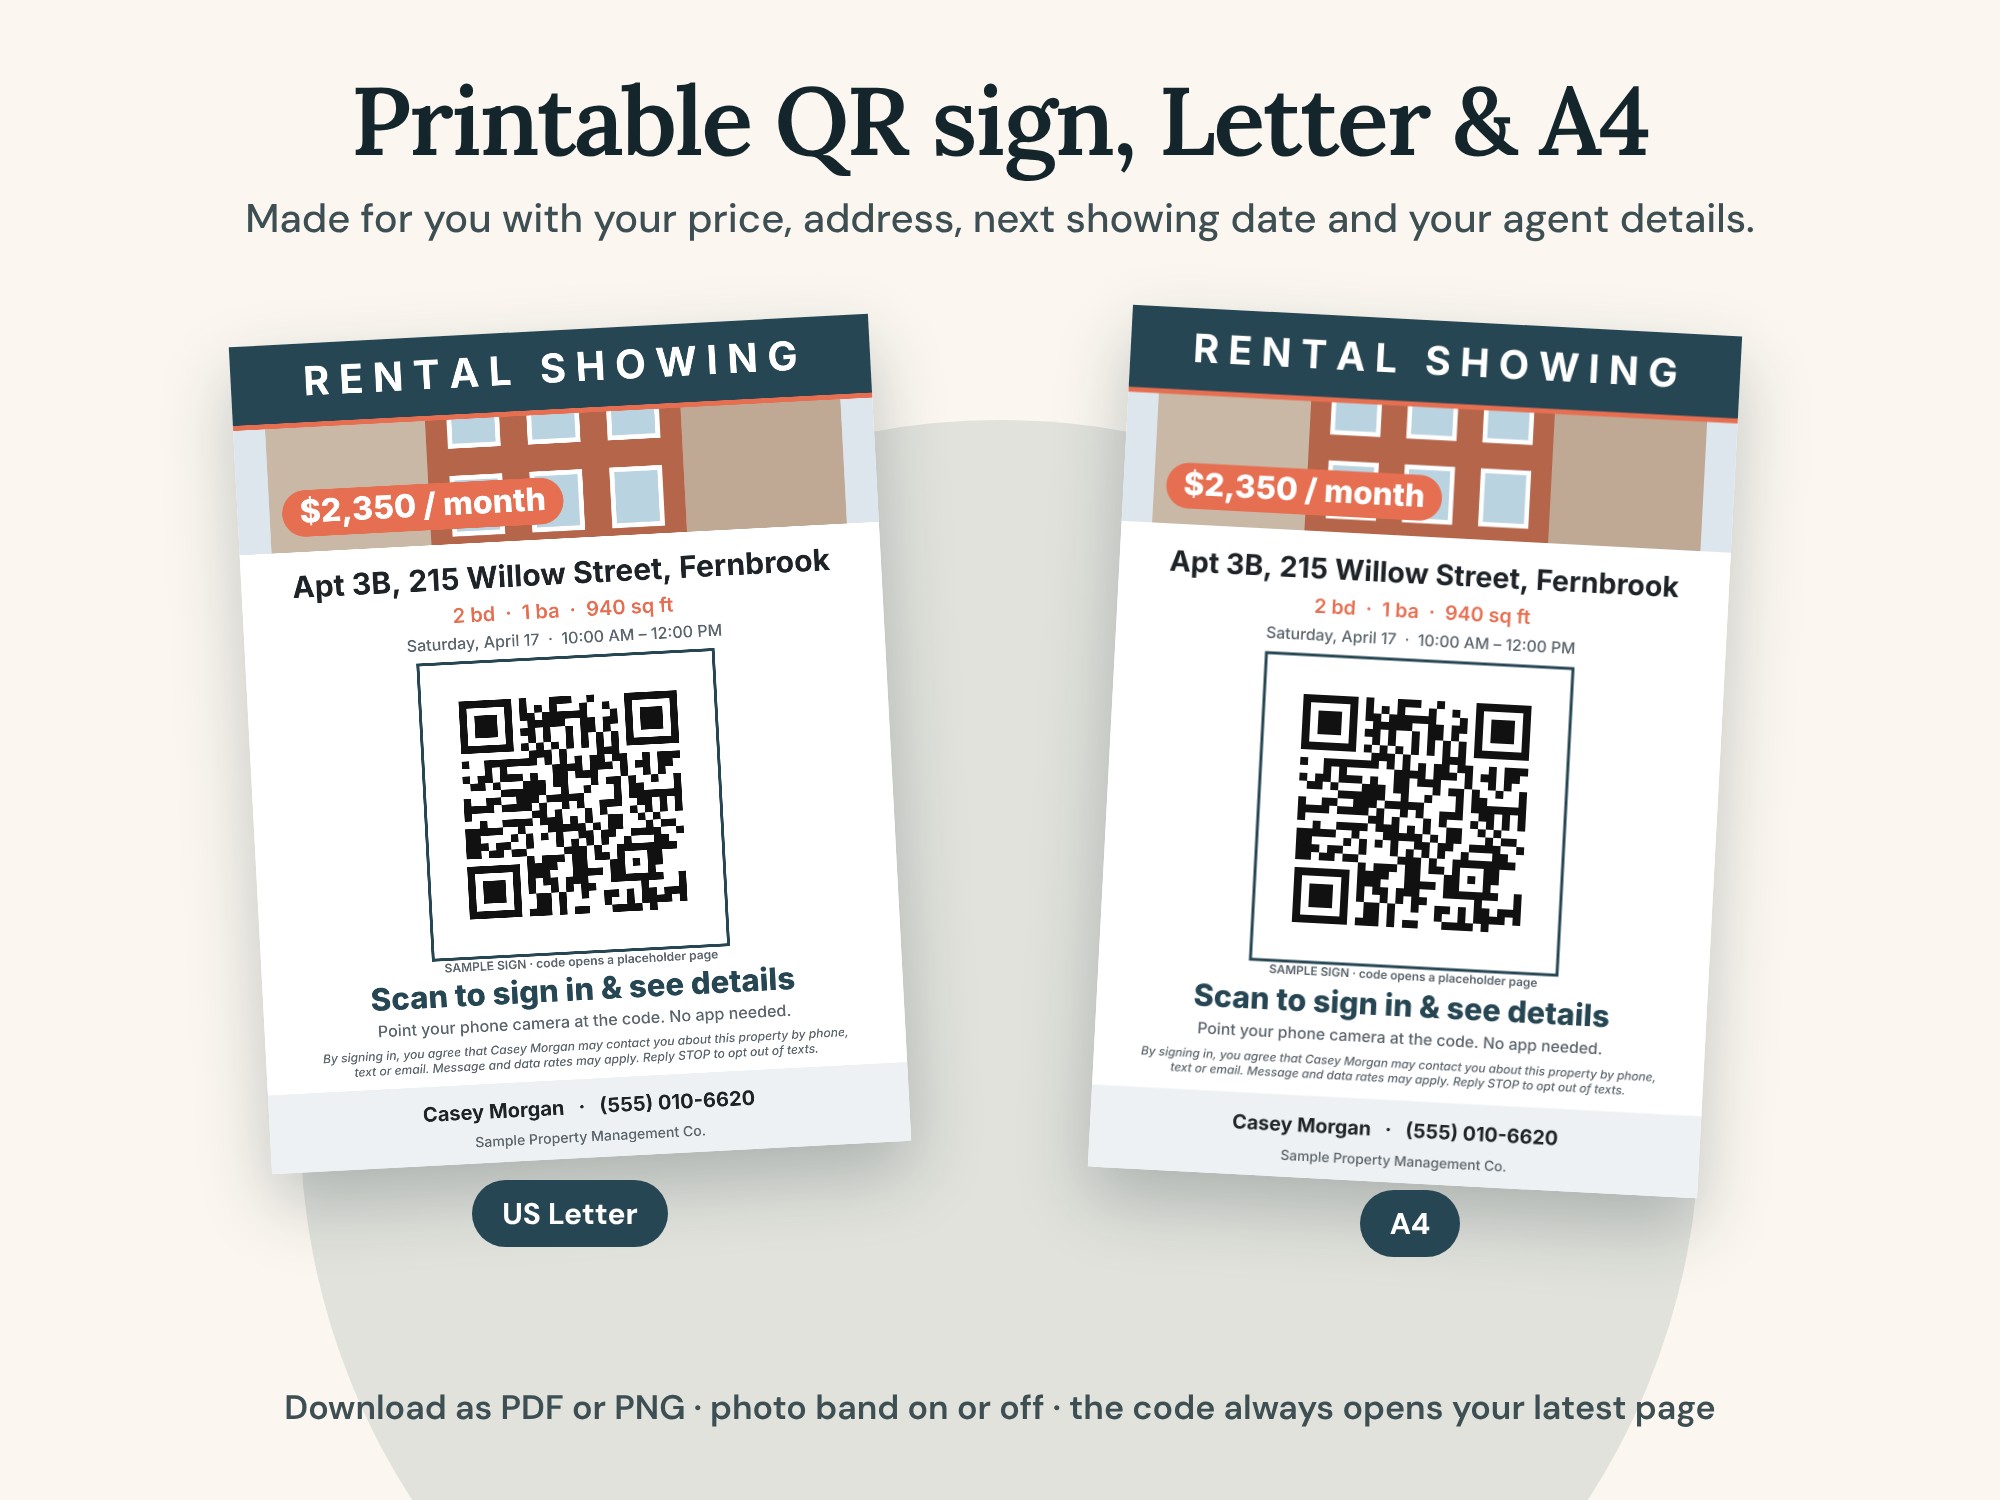 Printable QR sign, Letter & A4
Made for you with your price, address, next showing date and your agent details.
RENTAL SHOWING
$2,350 / month
Apt 3B, 215 Willow Street, Fernbrook
2 bd · 1 ba · 940 sq ft
Saturday, April 17 · 10:00 AM – 12:00 PM
SAMPLE SIGN · code opens a placeholder page
Scan to sign in & see details
Point your phone camera at the code. No app needed.
By signing in, you agree that Casey Morgan may contact you about this property by phone,
text or email. Message and data rates may apply. Reply STOP to opt out of texts.
Casey Morgan · (555) 010-6620
Sample Property Management Co.
US Letter
RENTAL SHOWING
$2,350 / month
Apt 3B, 215 Willow Street, Fernbrook
2 bd · 1 ba · 940 sq ft
Saturday, April 17 · 10:00 AM – 12:00 PM
SAMPLE SIGN · code opens a placeholder page
Scan to sign in & see details
Point your phone camera at the code. No app needed.
By signing in, you agree that Casey Morgan may contact you about this property by phone,
text or email. Message and data rates may apply. Reply STOP to opt out of texts.
Casey Morgan · (555) 010-6620
Sample Property Management Co.
A4
Download as PDF or PNG · photo band on or off · the code always opens your latest page